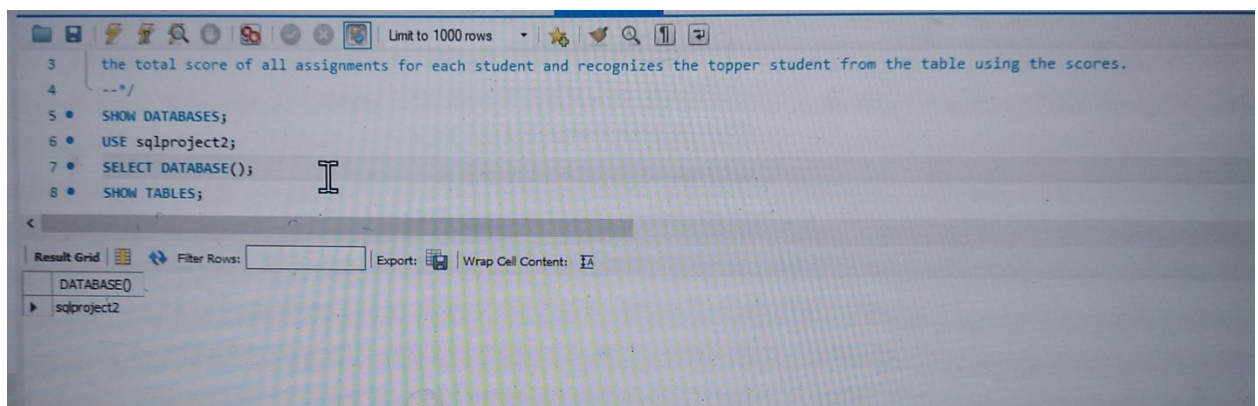 Limit to 1000 rows
3 the total score of all assignments for each student and recognizes the topper student from the table using the scores.
4 --*/
5 SHOW DATABASES;
6 USE sqlproject2;
7 SELECT DATABASE();
8 SHOW TABLES;
Result Grid Filter Rows: Export: Wrap Cell Content: IA
DATABASE()
sqlproject2